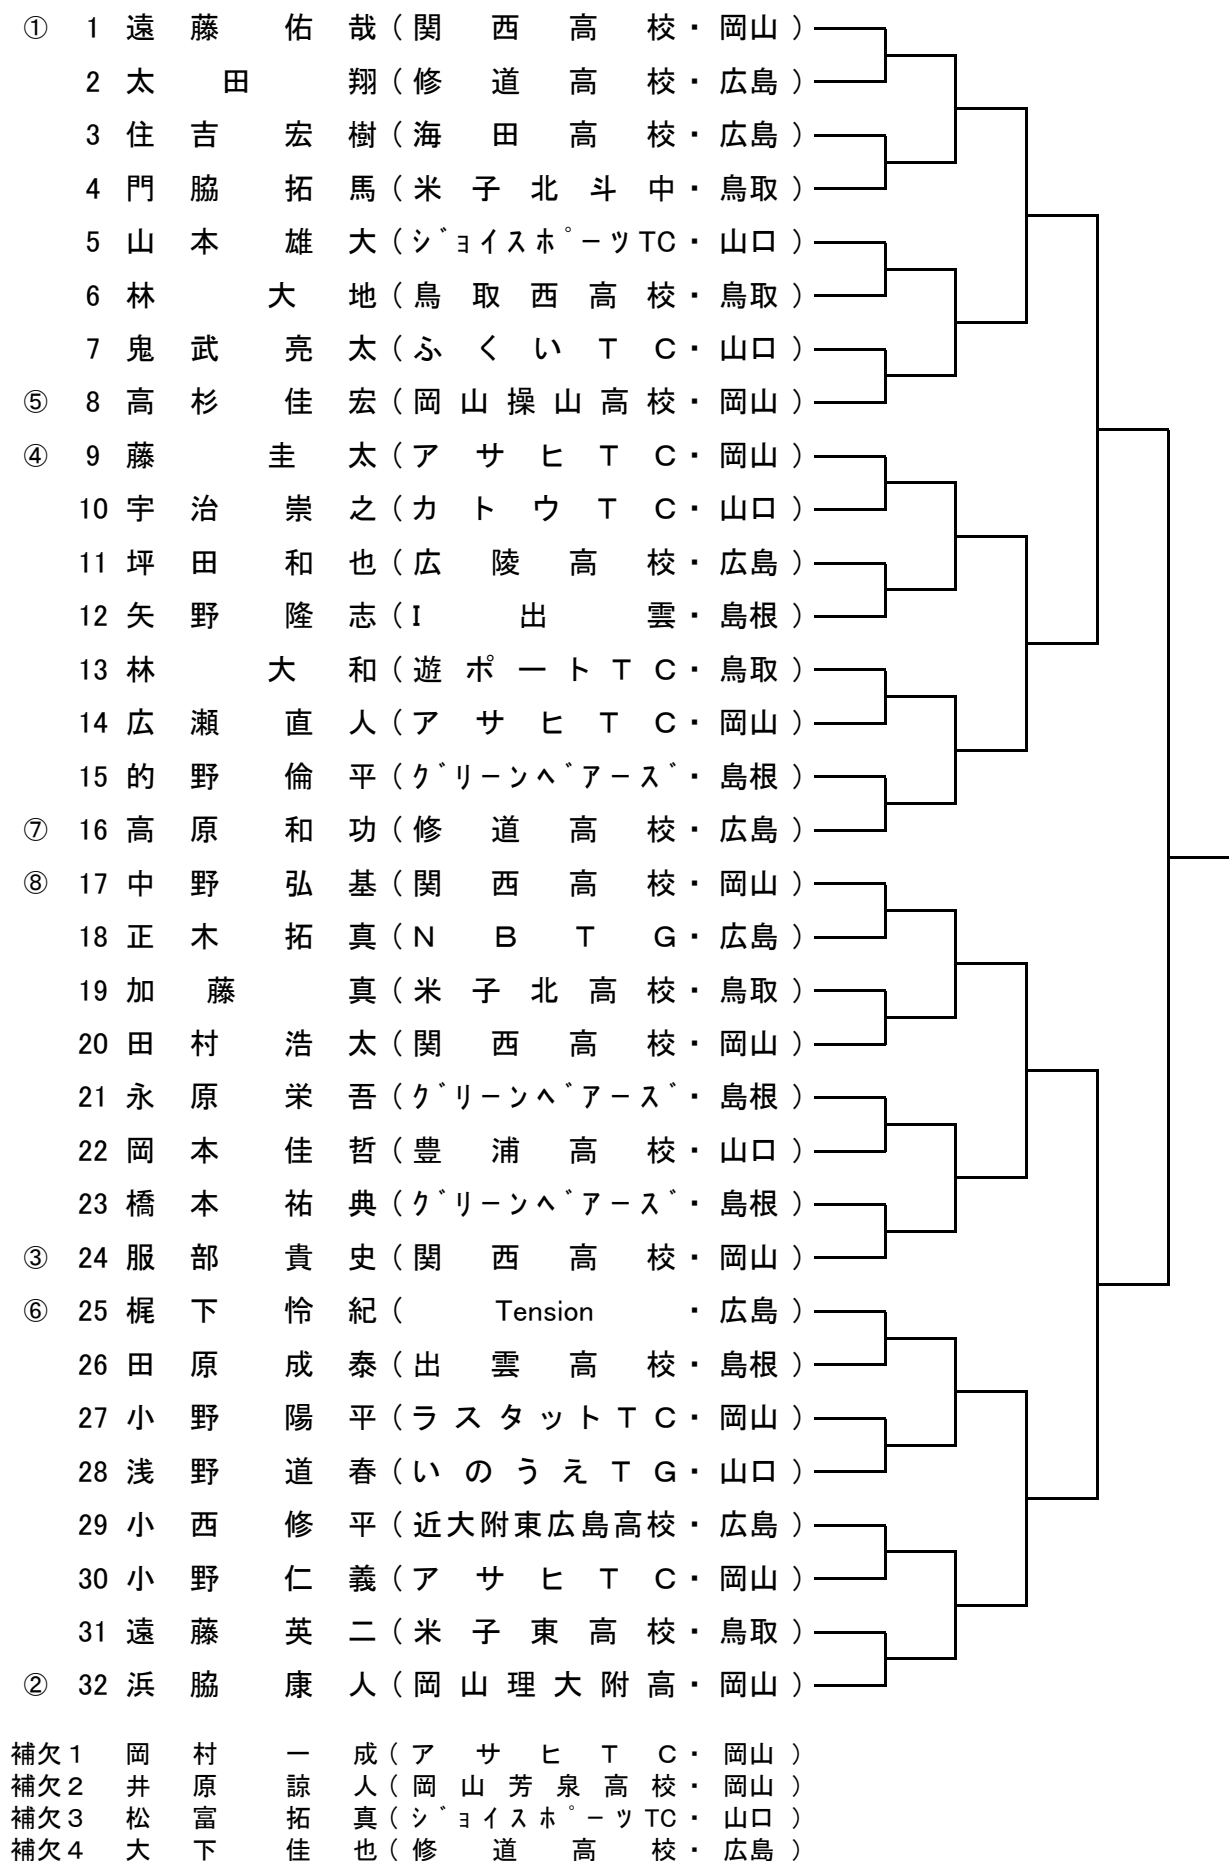 ① 1 遠藤 佑哉(関西高校・岡山)
2 太田 翔(修道高校・広島)
3 住吉 宏樹(海田高校・広島)
4 門脇 拓馬(米子北斗中・鳥取)
5 山本 雄大(ジョイスポーツTC・山口)
6 林 大地(鳥取西高校・鳥取)
7 鬼武 亮太(ふくいTC・山口)
⑤ 8 高杉 佳宏(岡山操山高校・岡山)
④ 9 藤 圭太(アサヒTC・岡山)
10 宇治 崇之(カトウTC・山口)
11 坪田 和也(広陵高校・広島)
12 矢野 隆志(I出雲・島根)
13 林 大和(遊ポートTC・鳥取)
14 広瀬 直人(アサヒTC・岡山)
15 的野 倫平(グリーンベアーズ・島根)
⑦ 16 高原 和功(修道高校・広島)
⑧ 17 中野 弘基(関西高校・岡山)
18 正木 拓真(NBTG・広島)
19 加藤 真(米子北高校・鳥取)
20 田村 浩太(関西高校・岡山)
21 永原 栄吾(グリーンベアーズ・島根)
22 岡本 佳哲(豊浦高校・山口)
23 橋本 祐典(グリーンベアーズ・島根)
③ 24 服部 貴史(関西高校・岡山)
⑥ 25 梶下 怜紀(Tension・広島)
26 田原 成泰(出雲高校・島根)
27 小野 陽平(ラスタットTC・岡山)
28 浅野 道春(いのうえTG・山口)
29 小西 修平(近大附東広島高校・広島)
30 小野 仁義(アサヒTC・岡山)
31 遠藤 英二(米子東高校・鳥取)
② 32 浜脇 康人(岡山理大附高・岡山)
補欠1 岡村 一成(アサヒTC・岡山)
補欠2 井原 諒人(岡山芳泉高校・岡山)
補欠3 松富 拓真(ジョイスポーツTC・山口)
補欠4 大下 佳也(修道高校・広島)